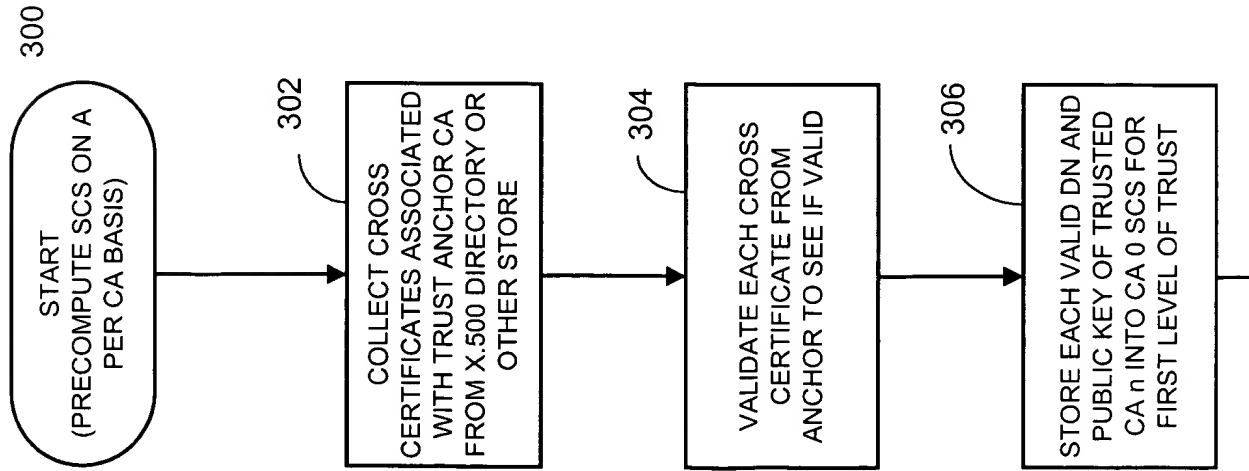 300
START
(PRECOMPUTE SCS ON A
PER CA BASIS)
302
COLLECT CROSS
CERTIFICATES ASSOCIATED
WITH TRUST ANCHOR CA
FROM X.500 DIRECTORY OR
OTHER STORE
304
VALIDATE EACH CROSS
CERTIFICATE FROM
ANCHOR TO SEE IF VALID
306
STORE EACH VALID DN AND
PUBLIC KEY OF TRUSTED
CA n INTO CA 0 SCS FOR
FIRST LEVEL OF TRUST